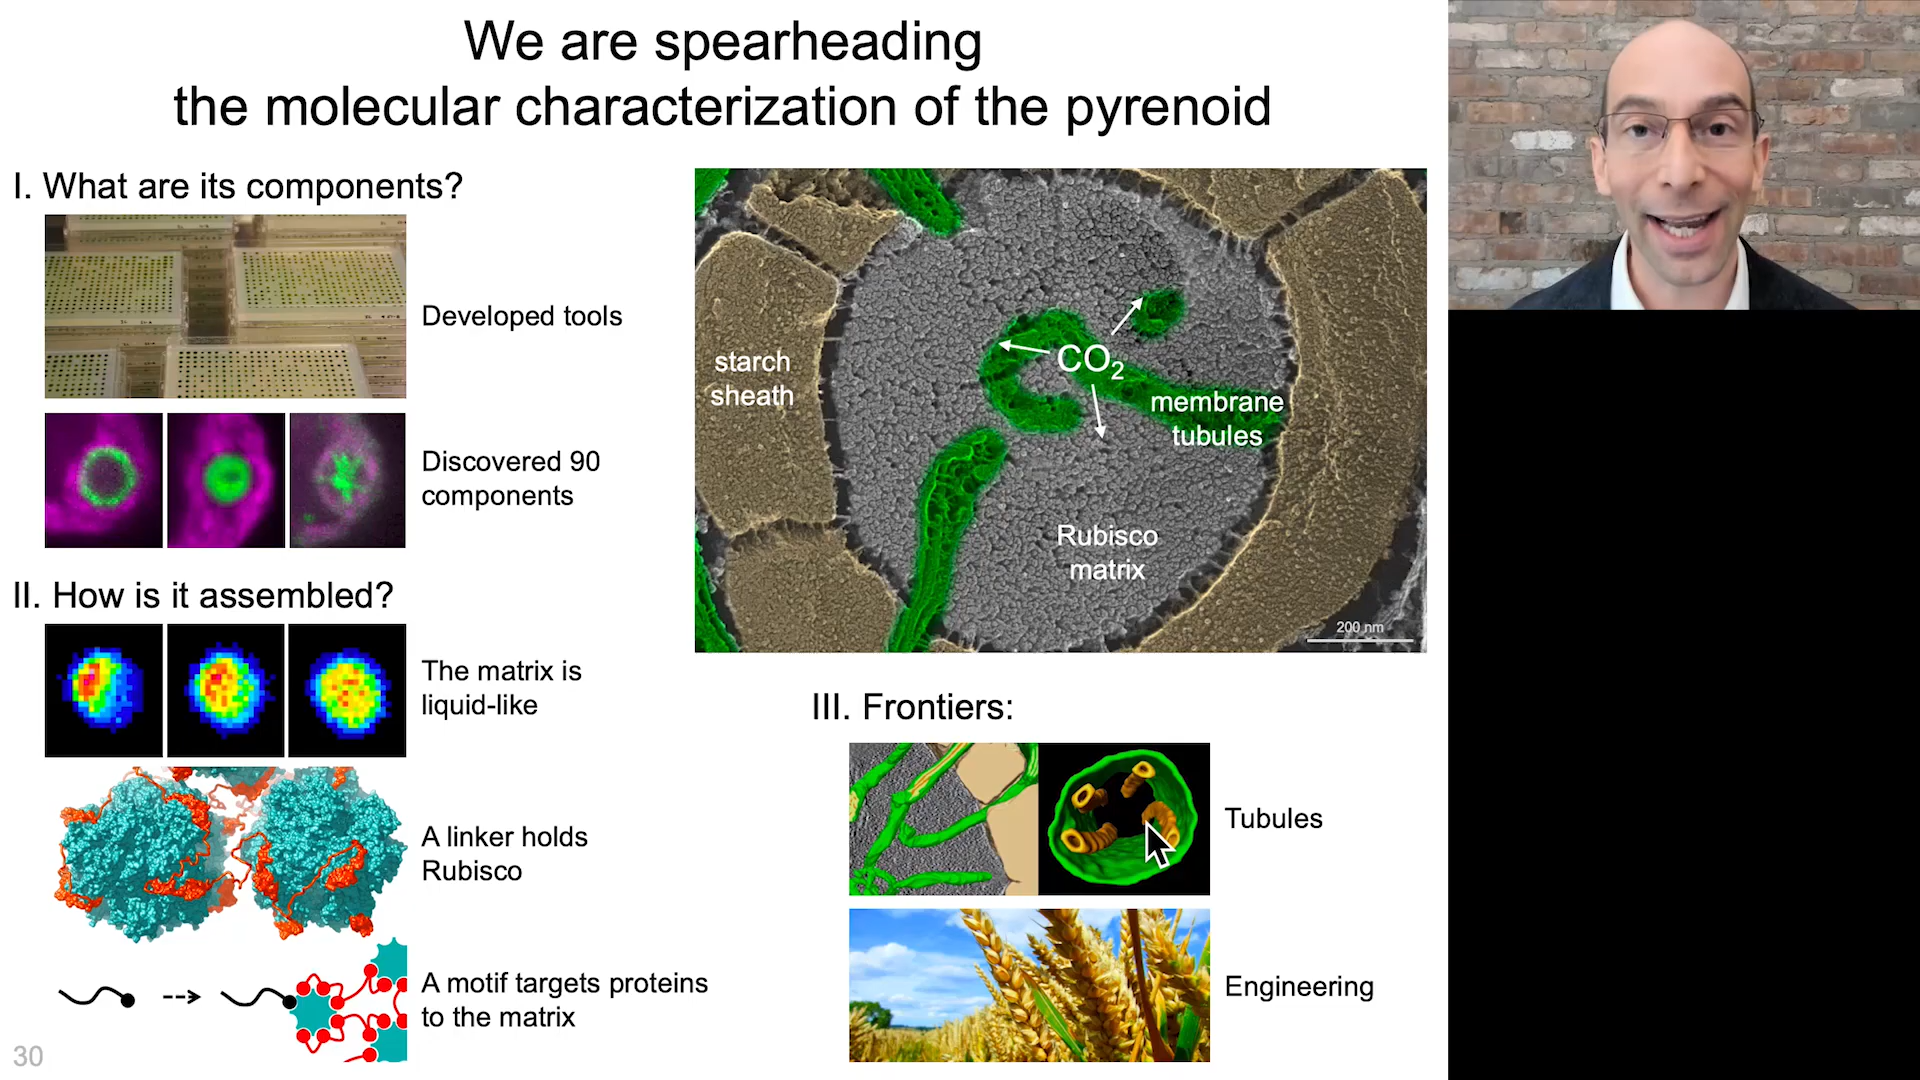 We are spearheading
the molecular characterization of the pyrenoid
I. What are its components?
Developed tools
Discovered 90
components
II. How is it assembled?
The matrix is
liquid-like
A linker holds
Rubisco
A motif targets proteins
to the matrix
starch
sheath
CO₂
membrane
tubules
Rubisco
matrix
200 nm
III. Frontiers:
Tubules
Engineering
30